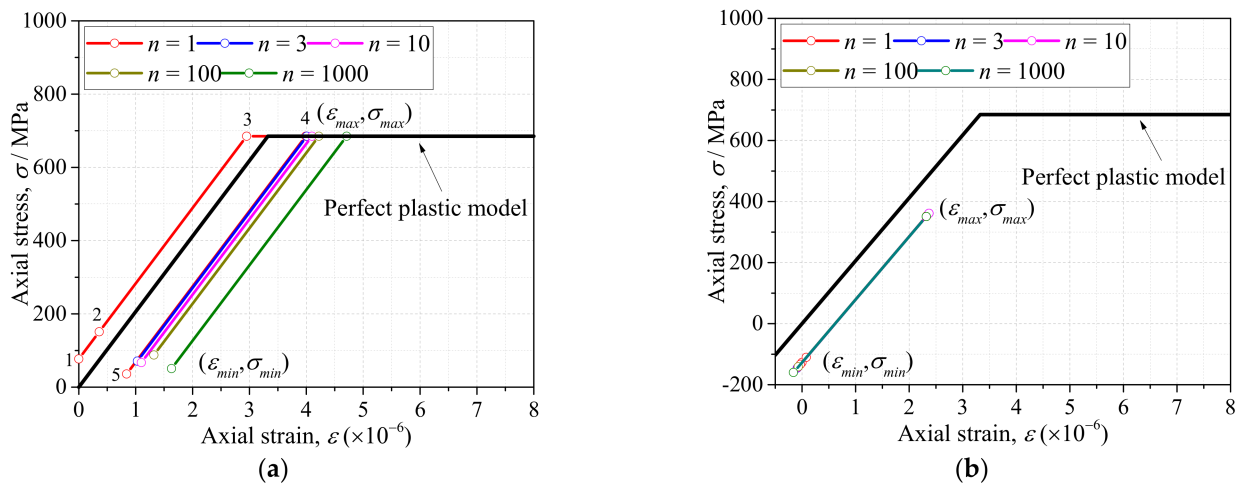 1000
800
600
400
200
0
Axial stress, σ / MPa
n = 1
n = 3
n = 10
n = 100
n = 1000
3
4
(εmax,σmax)
2
Perfect plastic model
1
5
(εmin,σmin)
0 1 2 3 4 5 6 7 8
Axial strain, ε (×10⁻⁶)
(a)
1000
800
600
400
200
0
-200
Axial stress, σ / MPa
n = 1
n = 3
n = 10
n = 100
n = 1000
Perfect plastic model
(εmax,σmax)
(εmin,σmin)
0 1 2 3 4 5 6 7 8
Axial strain, ε (×10⁻⁶)
(b)